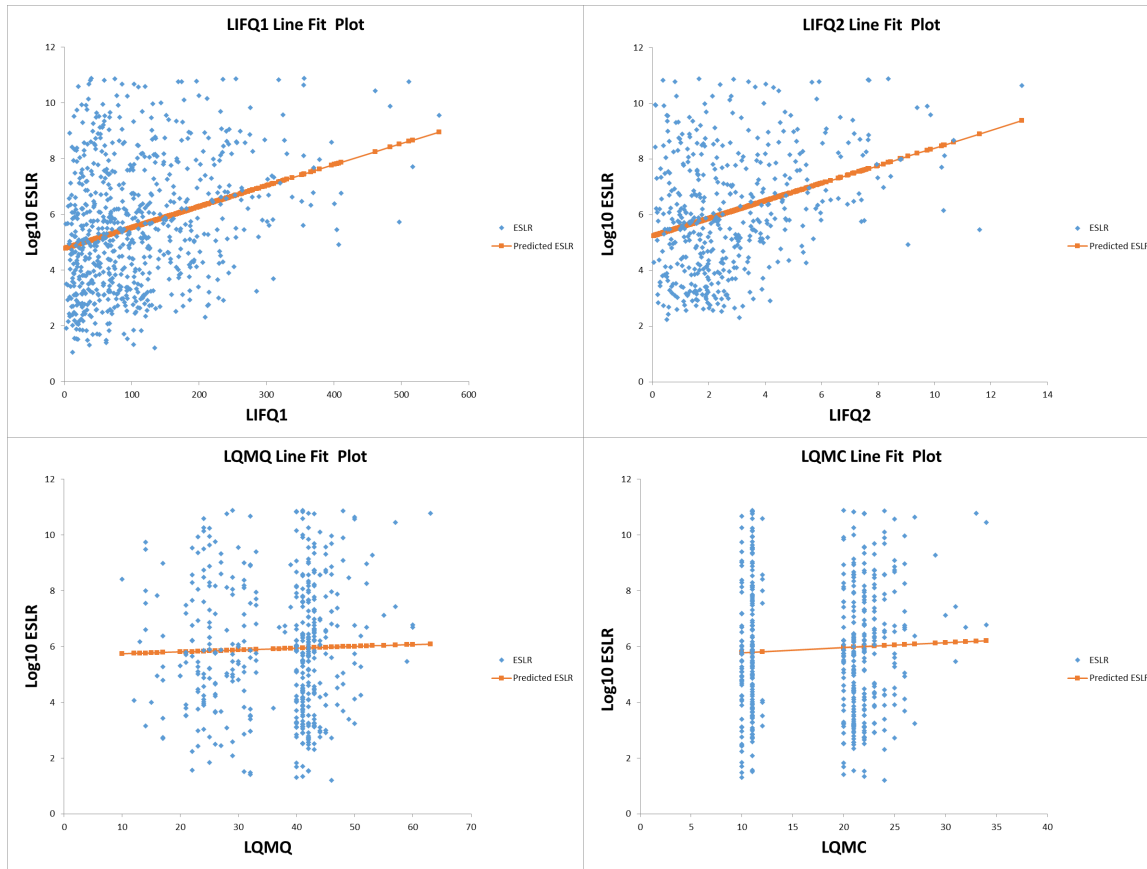 LIFQ1 Line Fit Plot
12
10
8
6
4
2
0
Log10 ESLR
0 100 200 300 400 500 600
LIFQ1
ESLR
Predicted ESLR
LIFQ2 Line Fit Plot
12
10
8
6
4
2
0
Log10 ESLR
0 2 4 6 8 10 12 14
LIFQ2
ESLR
Predicted ESLR
LQMQ Line Fit Plot
12
10
8
6
4
2
0
Log10 ESLR
0 10 20 30 40 50 60 70
LQMQ
ESLR
Predicted ESLR
LQMC Line Fit Plot
12
10
8
6
4
2
0
Log10 ESLR
0 5 10 15 20 25 30 35 40
LQMC
ESLR
Predicted ESLR